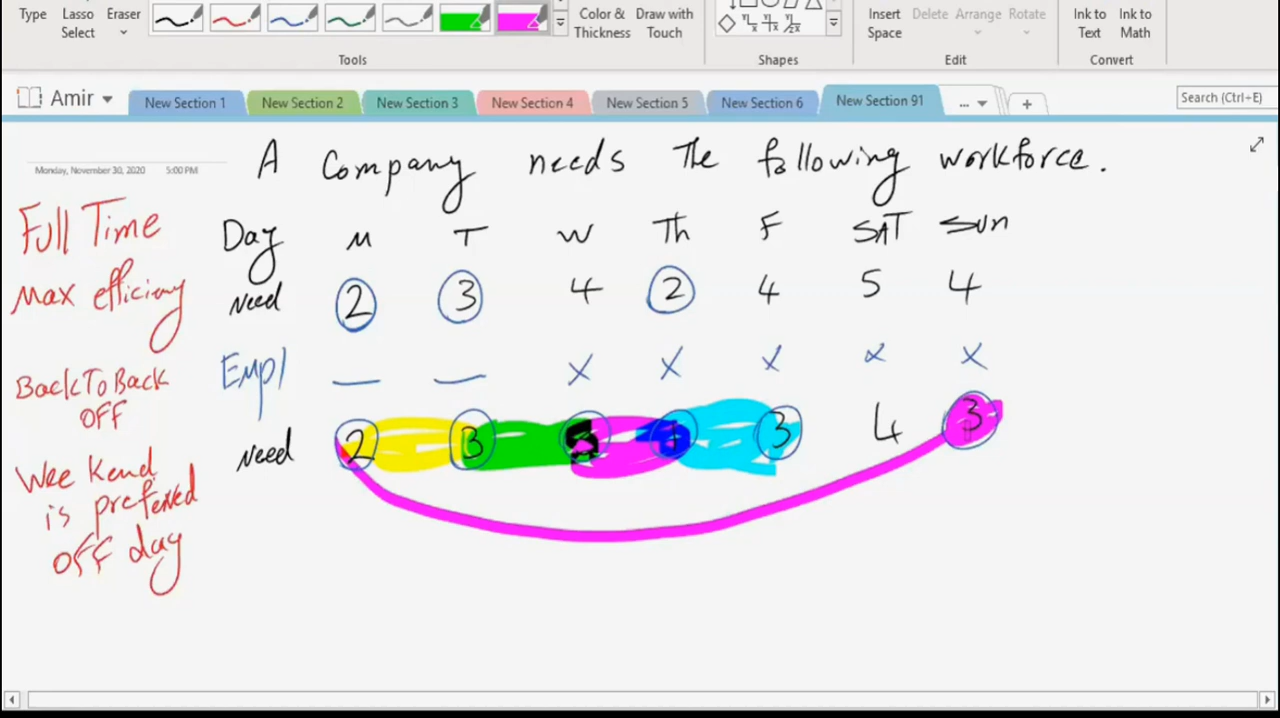 Type Lasso Select Eraser Color & Thickness Draw with Touch Insert Space Delete Arrange Rotate Ink to Text Ink to Math
Tools Shapes Edit Convert
Amir New Section 1 New Section 2 New Section 3 New Section 4 New Section 5 New Section 6 New Section 91 ... + Search (Ctrl+E)
Monday, November 30, 2020 5:00 PM
A Company needs The following workforce.
Full Time
Max efficiency
Back To Back
OFF
Wee Kend
is preferred
OFF day
Day M T W Th F SAT Sun
Need 2 3 4 2 4 5 4
Empl — — X X X X X
Need 2 3 3 1 3 4 3